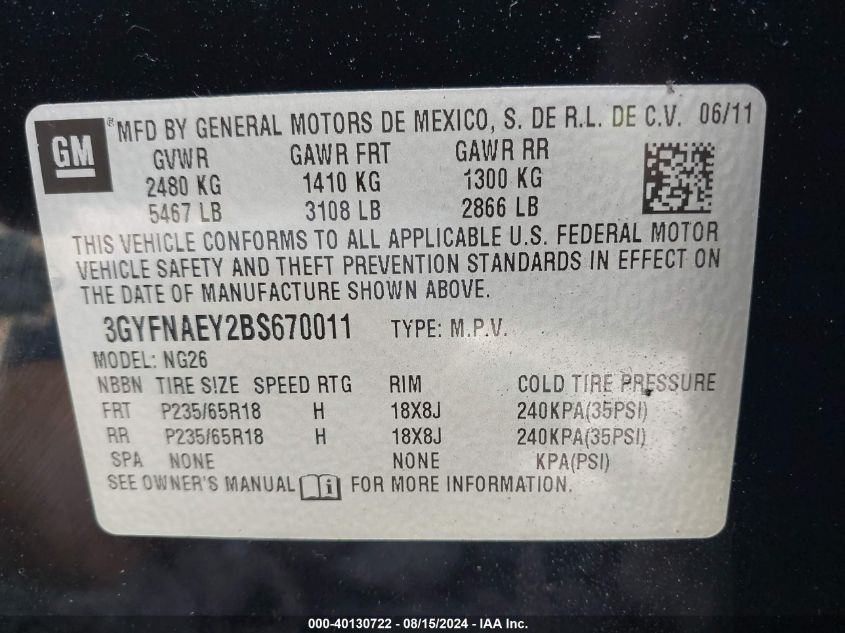 GM
® MFD BY GENERAL MOTORS DE MEXICO, S. DE R.L. DE C.V. 06/11
GVWR GAWR FRT GAWR RR
2480 KG 1410 KG 1300 KG
5467 LB 3108 LB 2866 LB
THIS VEHICLE CONFORMS TO ALL APPLICABLE U.S. FEDERAL MOTOR
VEHICLE SAFETY AND THEFT PREVENTION STANDARDS IN EFFECT ON
THE DATE OF MANUFACTURE SHOWN ABOVE.
3GYFNAEY2BS670011 TYPE: M.P.V.
MODEL: NG26
NBBN TIRE SIZE SPEED RTG RIM COLD TIRE PRESSURE
FRT P235/65R18 H 18X8J 240KPA(35PSI)
RR P235/65R18 H 18X8J 240KPA(35PSI)
SPA NONE NONE KPA(PSI)
SEE OWNER'S MANUAL i FOR MORE INFORMATION.
000-40130722 - 08/15/2024 - IAA Inc.